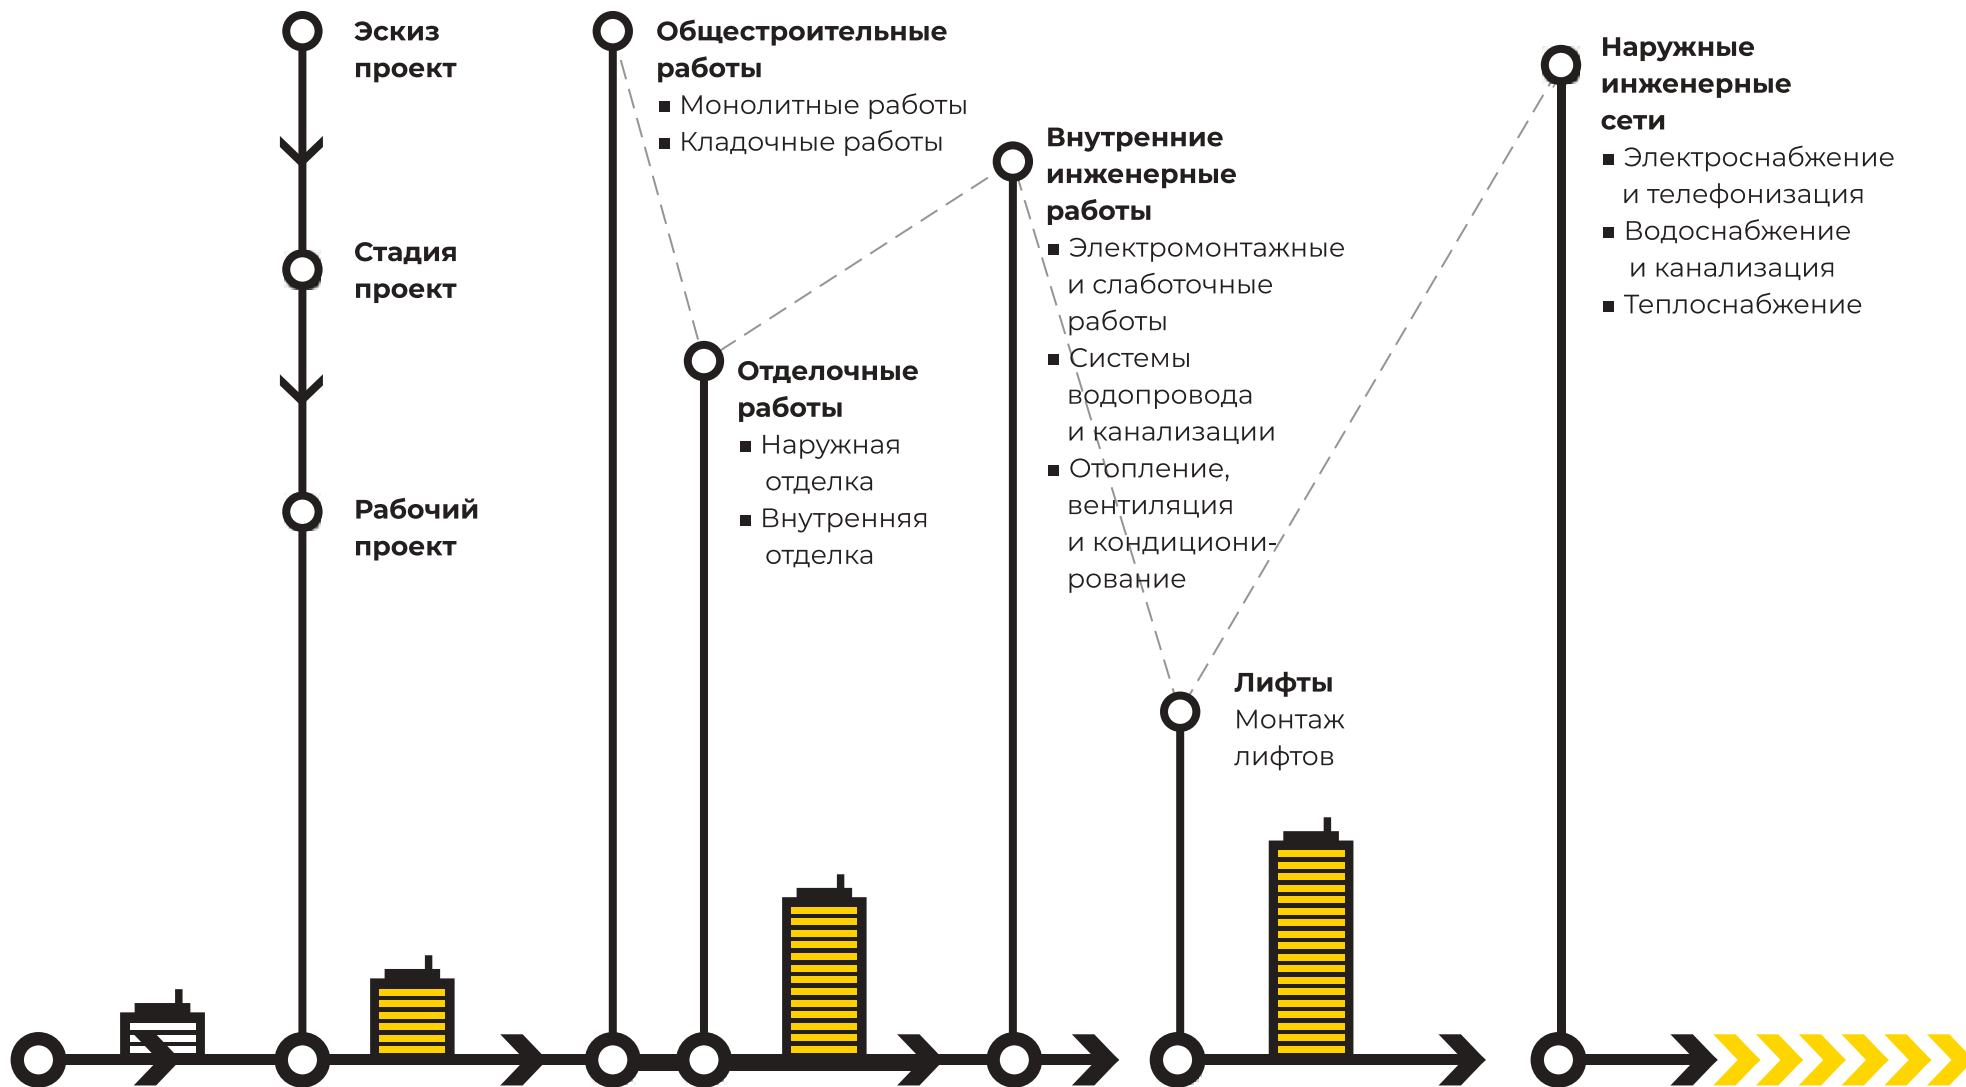 Эскиз
проект
Стадия
проект
Рабочий
проект
Общестроительные
работы
▪ Монолитные работы
▪ Кладочные работы
Отделочные
работы
▪ Наружная
отделка
▪ Внутренняя
отделка
Внутренние
инженерные
работы
▪ Электромонтажные
и слаботочные
работы
▪ Системы
водопровода
и канализации
▪ Отопление,
вентиляция
и кондициони-
рование
Лифты
Монтаж
лифтов
Наружные
инженерные
сети
▪ Электроснабжение
и телефонизация
▪ Водоснабжение
и канализация
▪ Теплоснабжение